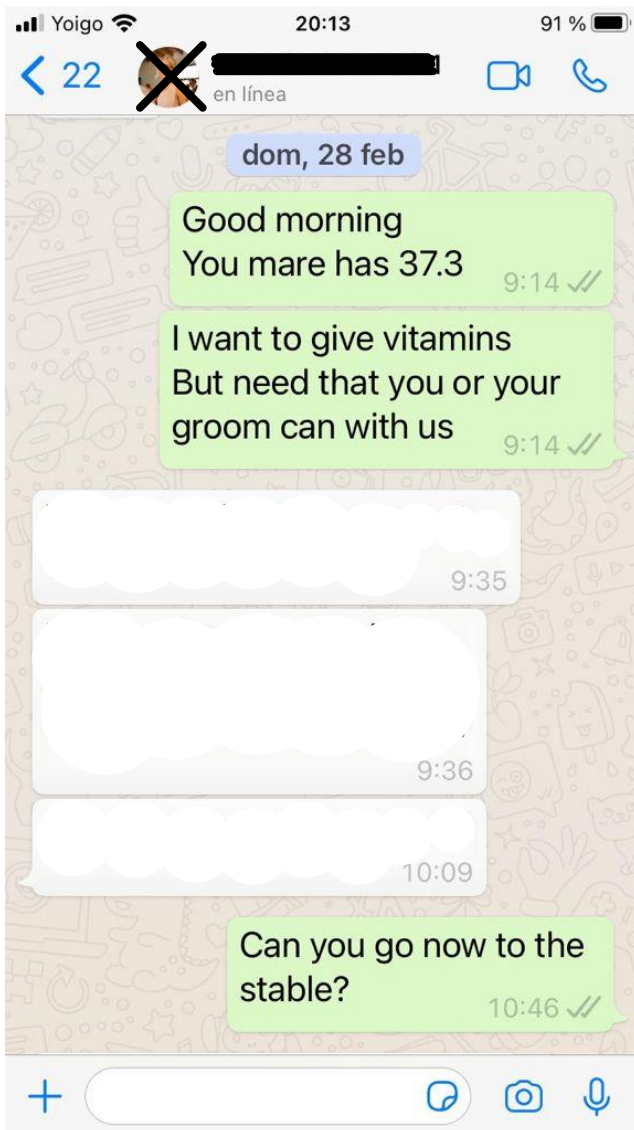 Yoigo 20:13 91 %
22
en línea
dom, 28 feb
Good morning
You mare has 37.3
9:14
I want to give vitamins
But need that you or your
groom can with us
9:14
9:35
9:36
10:09
Can you go now to the
stable?
10:46